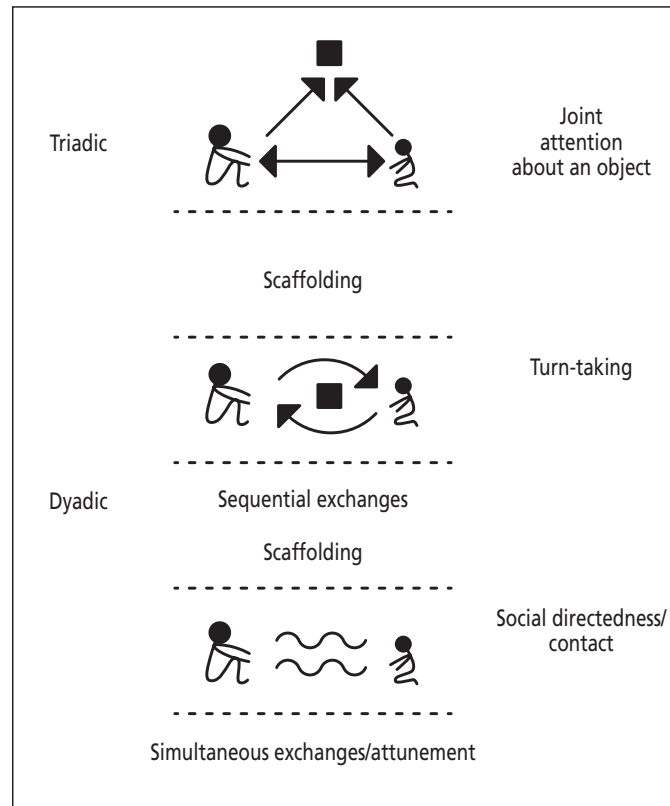 Triadic
Joint
attention
about an object
Scaffolding
Turn-taking
Dyadic
Sequential exchanges
Scaffolding
Social directedness/
contact
Simultaneous exchanges/attunement